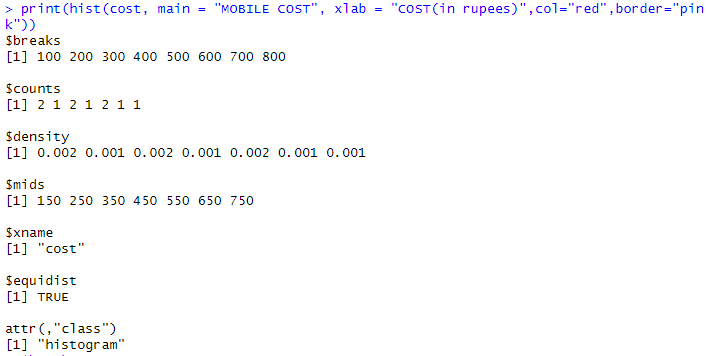 > print(hist(cost, main = "MOBILE COST", xlab = "COST(in rupees)",col="red",border="pin
k"))
$breaks
[1] 100 200 300 400 500 600 700 800
$counts
[1] 2 1 2 1 2 1 1
$density
[1] 0.002 0.001 0.002 0.001 0.002 0.001 0.001
$mids
[1] 150 250 350 450 550 650 750
$xname
[1] "cost"
$equidist
[1] TRUE
attr(,"class")
[1] "histogram"